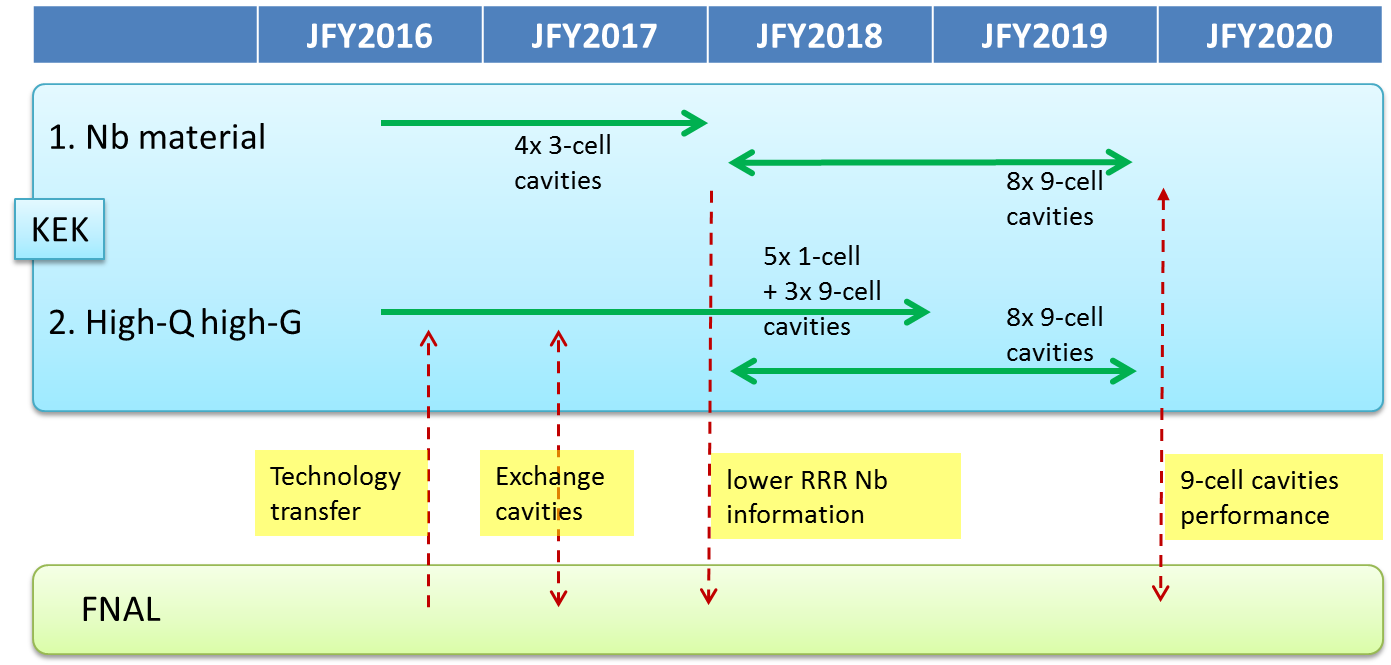 JFY2016 JFY2017 JFY2018 JFY2019 JFY2020
1. Nb material
4x 3-cell
cavities
8x 9-cell
cavities
KEK
5x 1-cell
+ 3x 9-cell
cavities
2. High-Q high-G
8x 9-cell
cavities
Technology
transfer
Exchange
cavities
lower RRR Nb
information
9-cell cavities
performance
FNAL